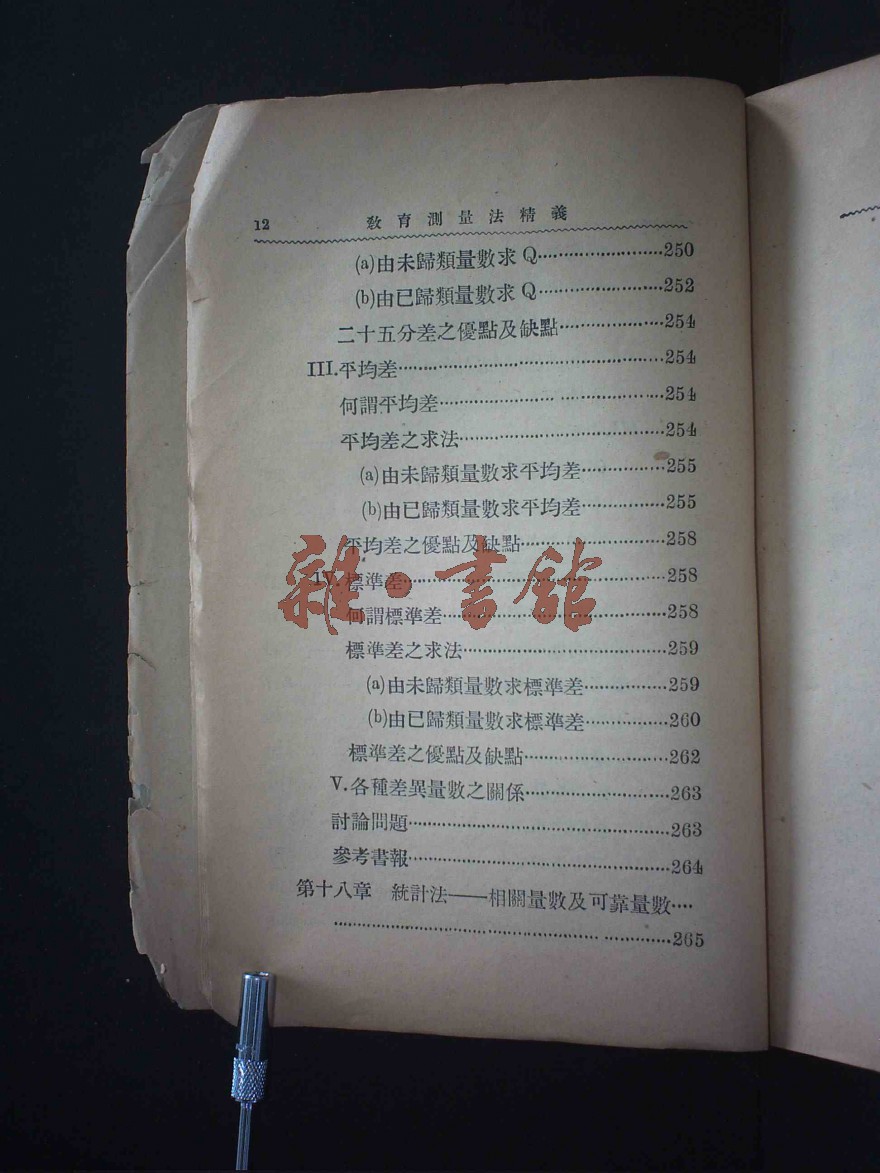 12 教育測量法精義
(a)由未歸類量數求Q…………………250
(b)由已歸類量數求Q…………………252
二十五分差之優點及缺點………………254
III.平均差……………………………………254
何謂平均差………………………………254
平均差之求法……………………………254
(a)由未歸類量數求平均差……………255
(b)由已歸類量數求平均差……………255
平均差之優點及缺點……………………258
IV.標準差……………………………………258
何謂標準差………………………………258
標準差之求法……………………………259
(a)由未歸類量數求標準差……………259
(b)由已歸類量數求標準差……………260
標準差之優點及缺點……………………262
V.各種差異量數之關係……………………263
討論問題……………………………………263
參考書報……………………………………264
第十八章 統計法——相關量數及可靠量數…
………………………………………………265
雜·書館